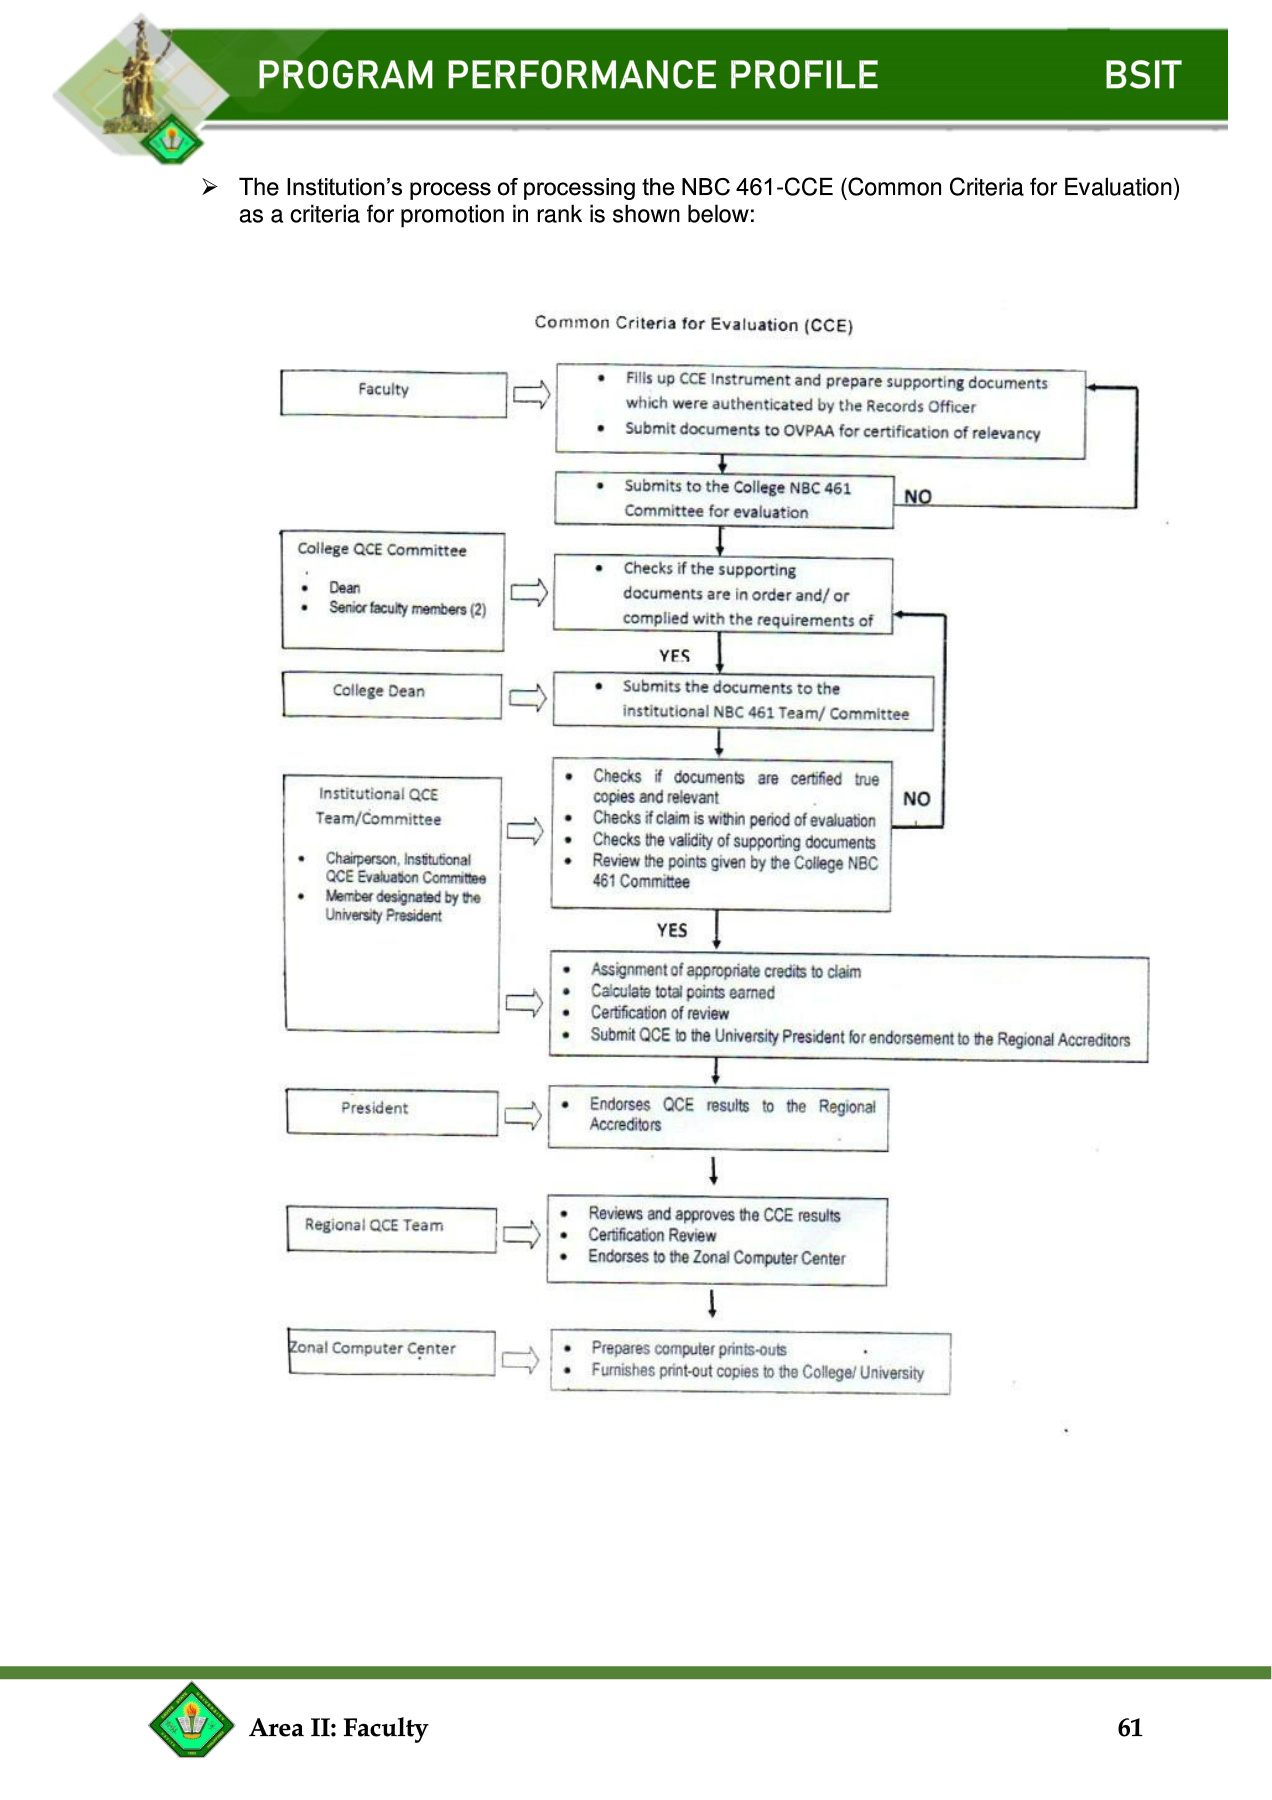 PROGRAM PERFORMANCE PROFILE BSIT
➢ The Institution's process of processing the NBC 461-CCE (Common Criteria for Evaluation)
as a criteria for promotion in rank is shown below:
Common Criteria for Evaluation (CCE)
Faculty
• Fills up CCE Instrument and prepare supporting documents
which were authenticated by the Records Officer
• Submit documents to OVPAA for certification of relevancy
• Submits to the College NBC 461
Committee for evaluation
NO
College QCE Committee
• Dean
• Senior faculty members (2)
• Checks if the supporting
documents are in order and/ or
complied with the requirements of
YES
College Dean
• Submits the documents to the
institutional NBC 461 Team/ Committee
Institutional QCE
Team/Committee
• Chairperson, Institutional
QCE Evaluation Committee
• Member designated by the
University President
• Checks if documents are certified true
copies and relevant
• Checks if claim is within period of evaluation
• Checks the validity of supporting documents
• Review the points given by the College NBC
461 Committee
NO
YES
• Assignment of appropriate credits to claim
• Calculate total points earned
• Certification of review
• Submit QCE to the University President for endorsement to the Regional Accreditors
President
• Endorses QCE results to the Regional
Accreditors
Regional QCE Team
• Reviews and approves the CCE results
• Certification Review
• Endorses to the Zonal Computer Center
Zonal Computer Center
• Prepares computer prints-outs
• Furnishes print-out copies to the College/ University
Area II: Faculty 61